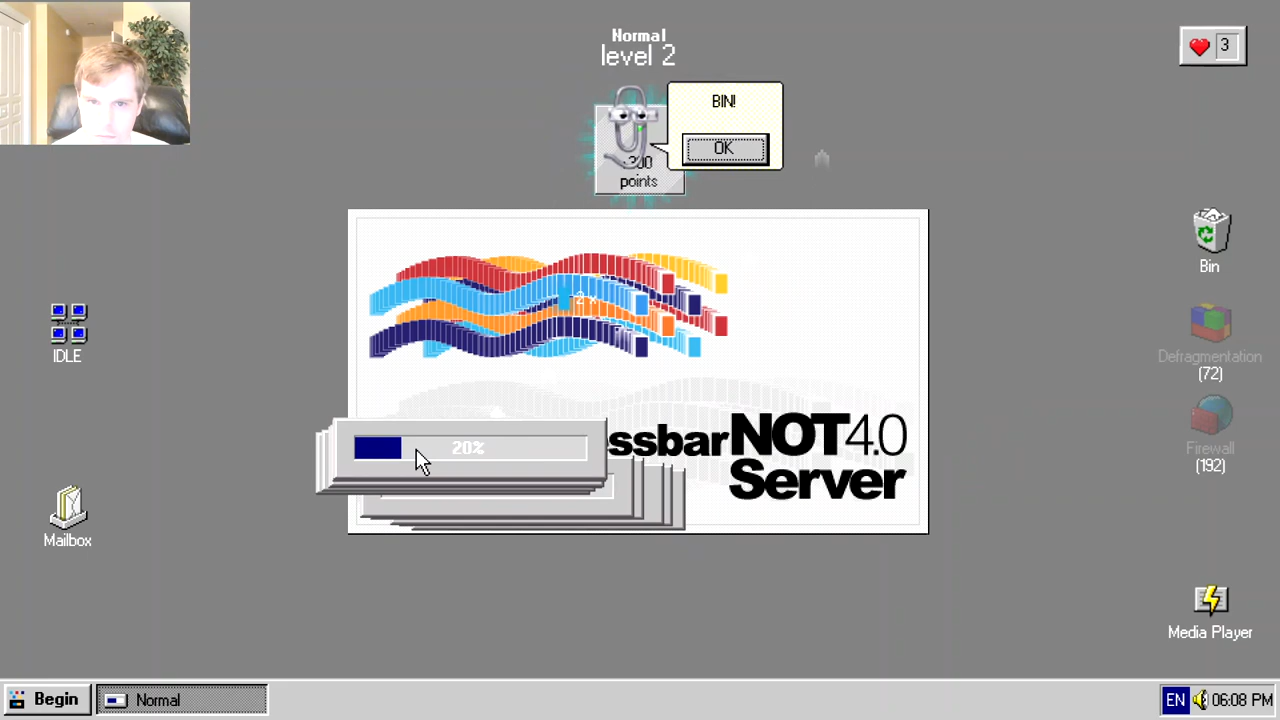 Normal
level 2
3
BIN!
OK
points
Bin
2 x
IDLE
Defragmentation
(72)
ssbarNOT4.0
Server
20%
Firewall
(192)
Mailbox
Media Player
Begin
Normal
EN
06:08 PM